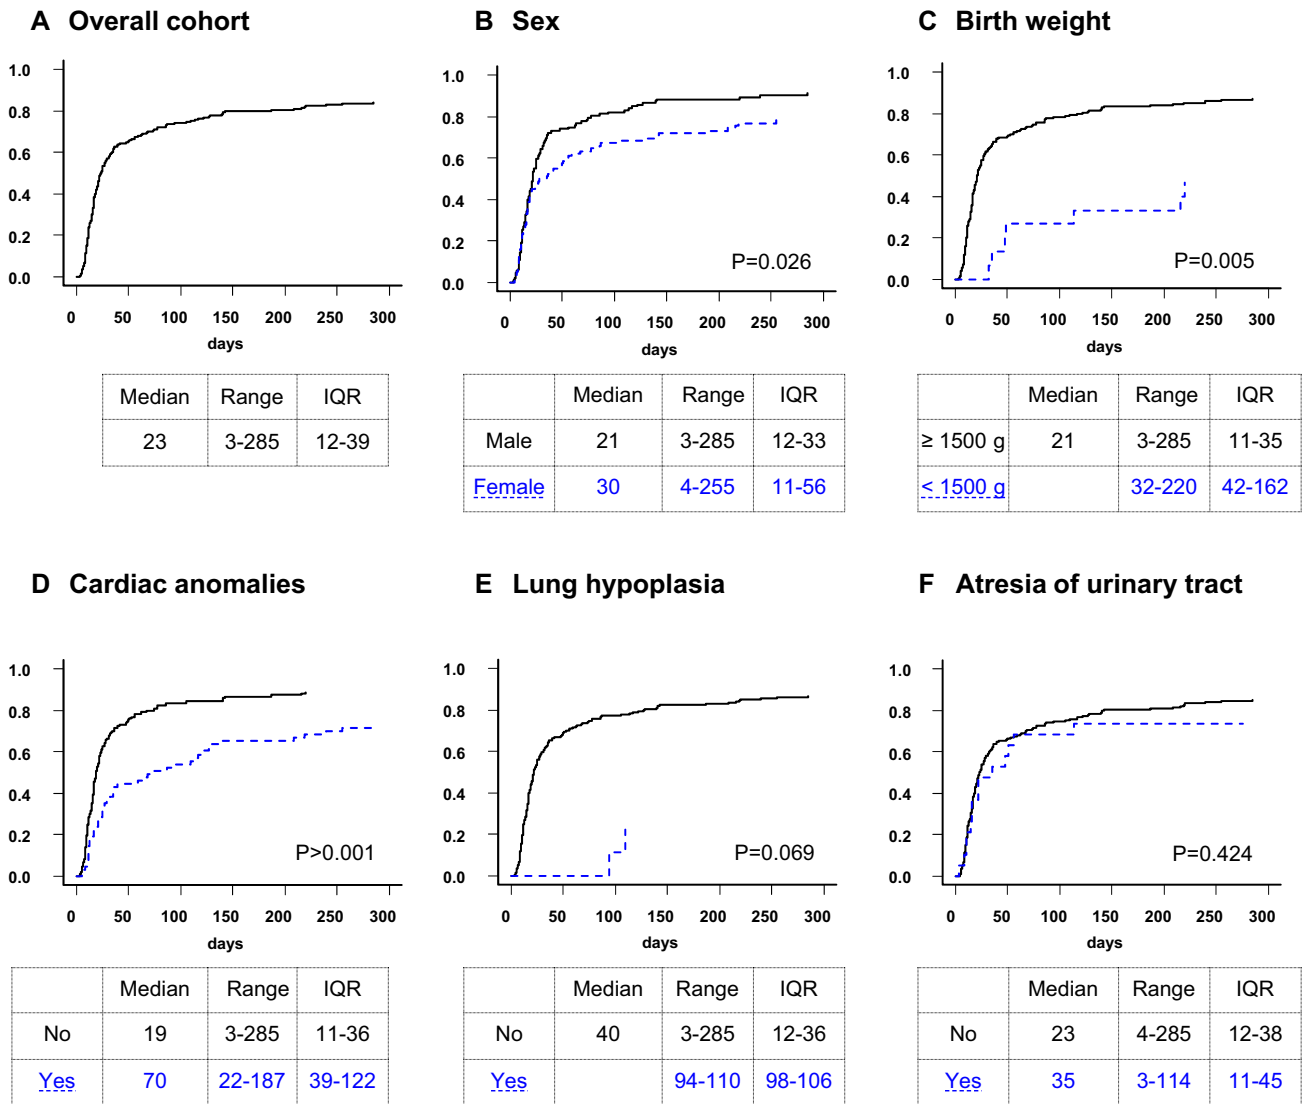 A Overall cohort
1.0
0.8
0.6
0.4
0.2
0.0
0 50 100 150 200 250 300
days
Median Range IQR
23 3-285 12-39
B Sex
1.0
0.8
0.6
0.4
0.2
0.0
P=0.026
0 50 100 150 200 250 300
days
Median Range IQR
Male 21 3-285 12-33
Female 30 4-255 11-56
C Birth weight
1.0
0.8
0.6
0.4
0.2
0.0
P=0.005
0 50 100 150 200 250 300
days
Median Range IQR
≥ 1500 g 21 3-285 11-35
< 1500 g 32-220 42-162
D Cardiac anomalies
1.0
0.8
0.6
0.4
0.2
0.0
P>0.001
0 50 100 150 200 250 300
days
Median Range IQR
No 19 3-285 11-36
Yes 70 22-187 39-122
E Lung hypoplasia
1.0
0.8
0.6
0.4
0.2
0.0
P=0.069
0 50 100 150 200 250 300
days
Median Range IQR
No 40 3-285 12-36
Yes 94-110 98-106
F Atresia of urinary tract
1.0
0.8
0.6
0.4
0.2
0.0
P=0.424
0 50 100 150 200 250 300
days
Median Range IQR
No 23 4-285 12-38
Yes 35 3-114 11-45